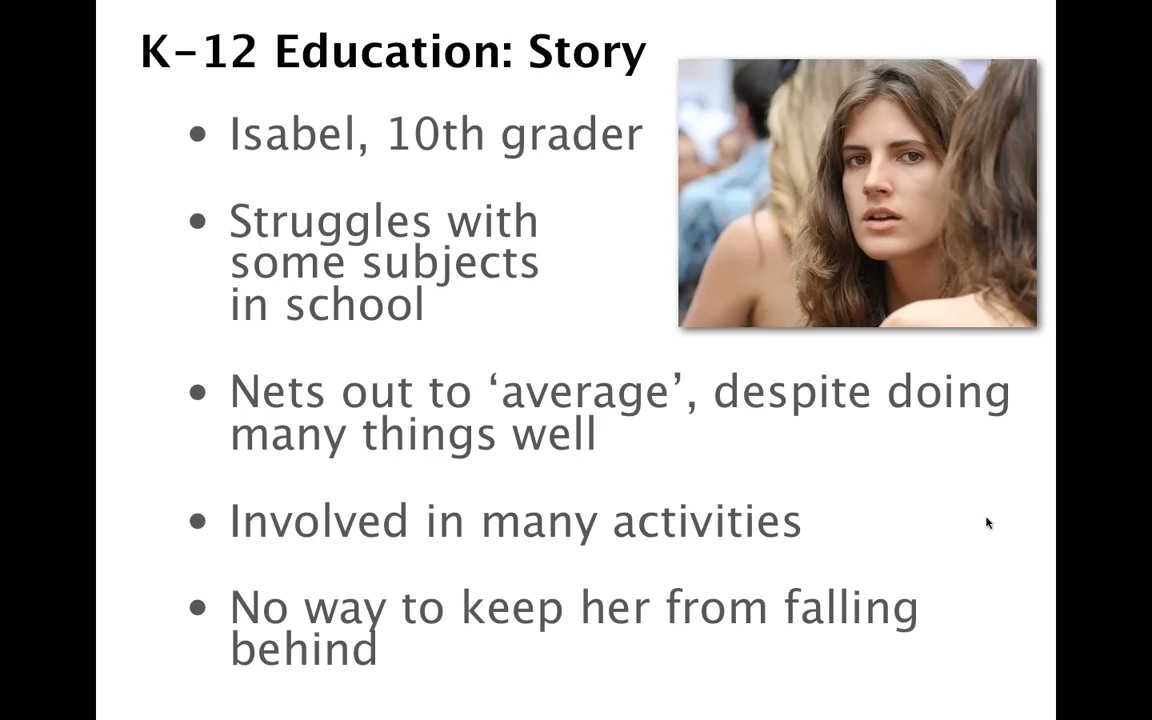 K-12 Education: Story
• Isabel, 10th grader
• Struggles with
some subjects
in school
• Nets out to ‘average’, despite doing
many things well
• Involved in many activities
• No way to keep her from falling
behind